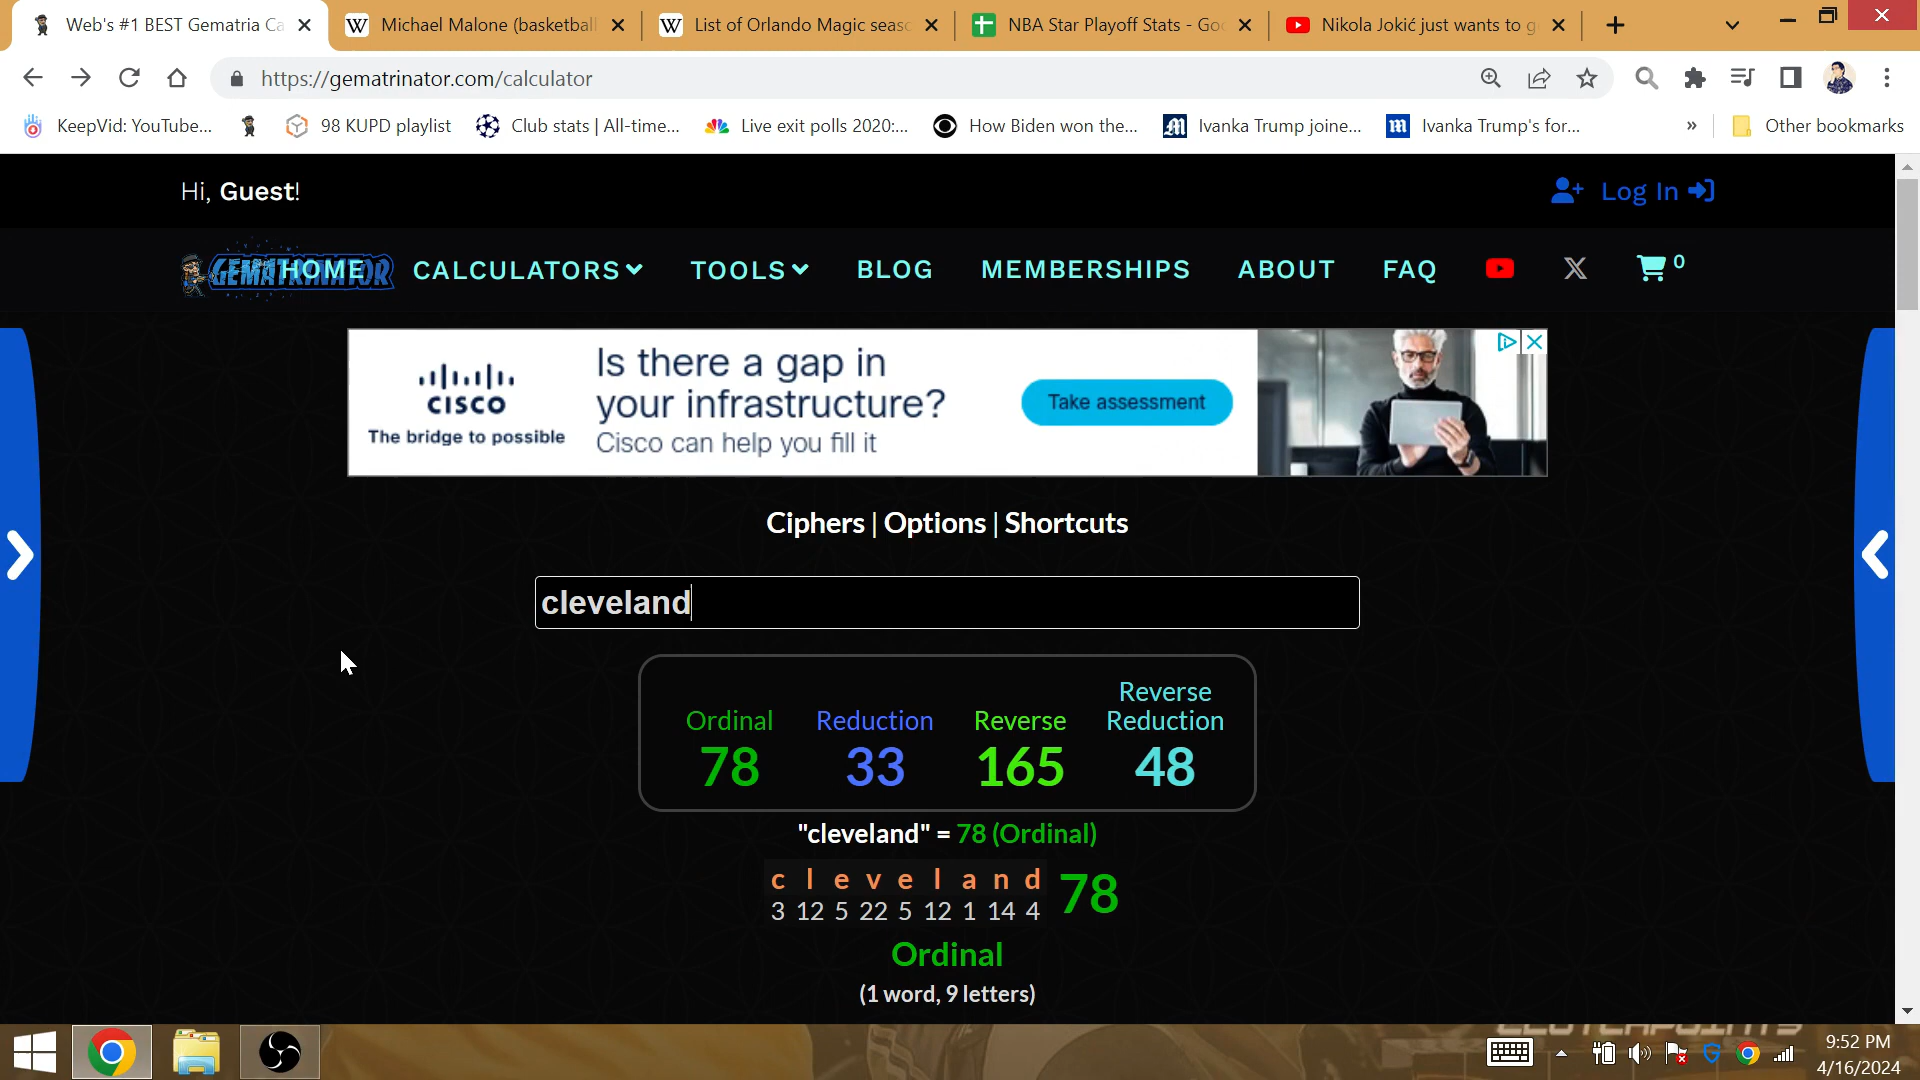 Web's #1 BEST Gematria Ca
Michael Malone (basketball
List of Orlando Magic seaso
NBA Star Playoff Stats - Goo
Nikola Jokić just wants to g
https://gematrinator.com/calculator
KeepVid: YouTube...
98 KUPD playlist
Club stats | All-time...
Live exit polls 2020:...
How Biden won the...
Ivanka Trump joine...
Ivanka Trump's for...
»
Other bookmarks
Hi, Guest!
Log In
GEMATRINATOR
HOME
CALCULATORS
TOOLS
BLOG
MEMBERSHIPS
ABOUT
FAQ
0
CISCO
The bridge to possible
Is there a gap in
your infrastructure?
Cisco can help you fill it
Take assessment
Ciphers | Options | Shortcuts
cleveland
Ordinal
78
Reduction
33
Reverse
165
Reverse
Reduction
48
"cleveland" = 78 (Ordinal)
c l e v e l a n d
3 12 5 22 5 12 1 14 4
78
Ordinal
(1 word, 9 letters)
CLUTCHPOINTS
9:52 PM
4/16/2024